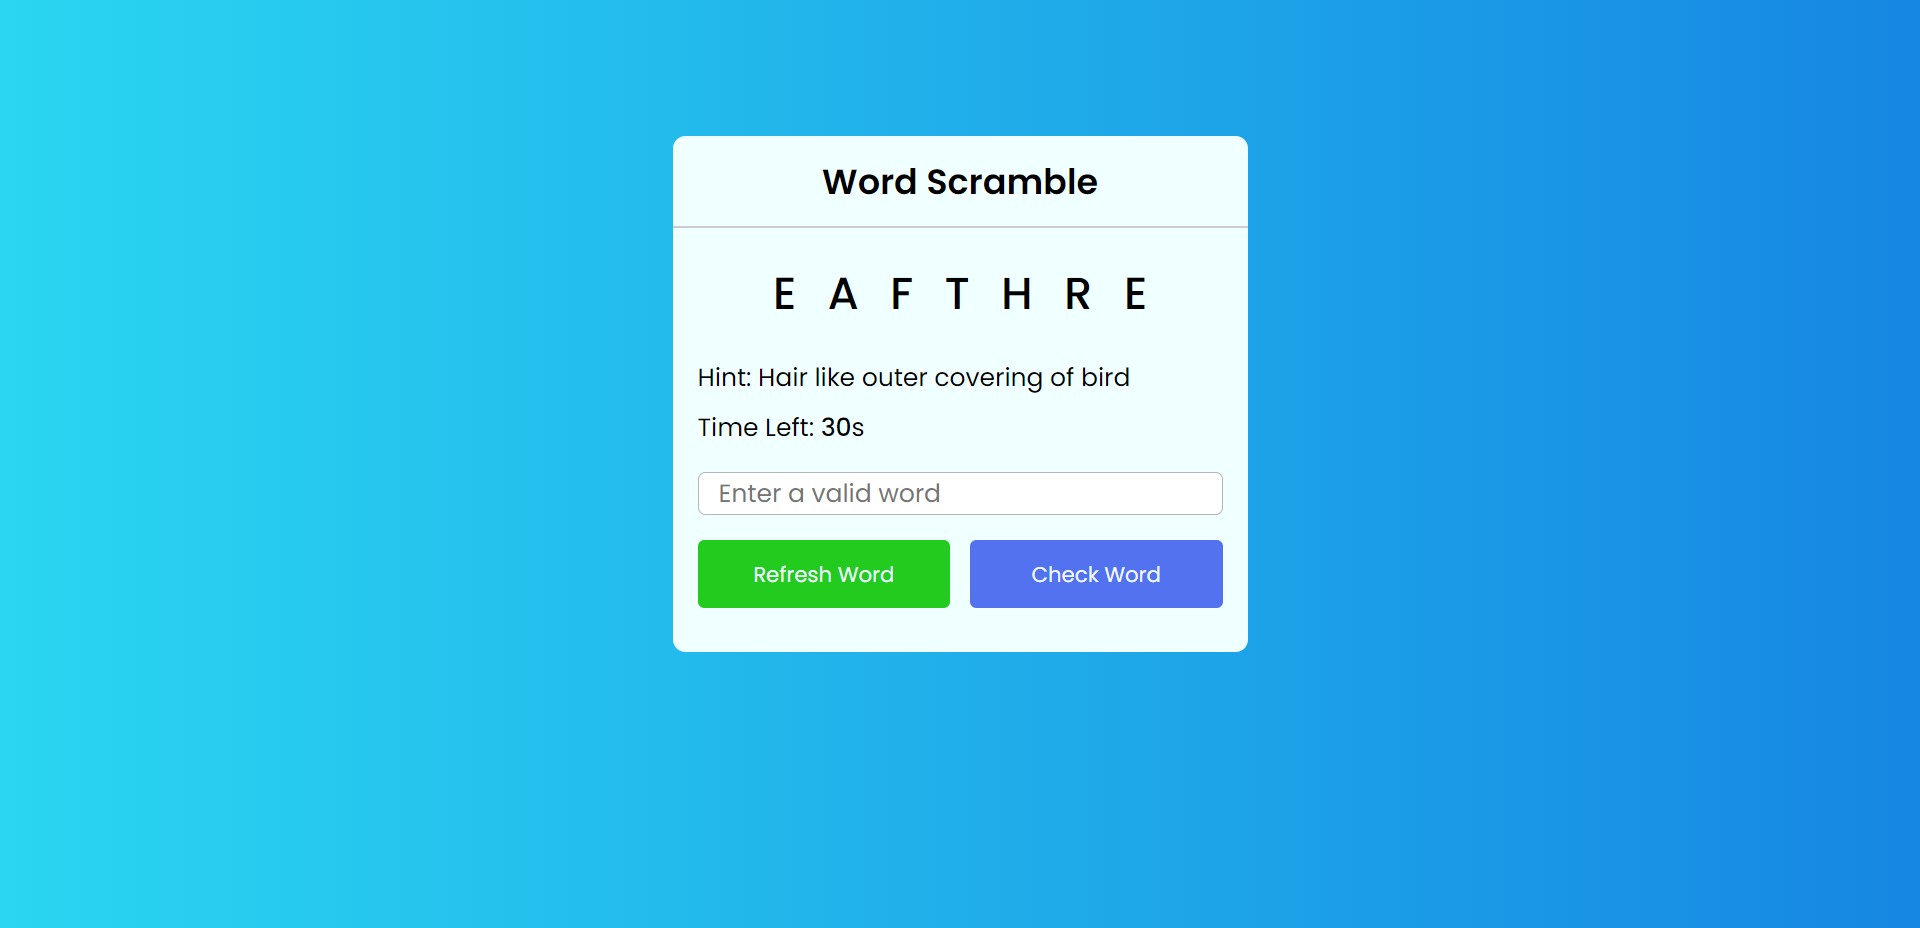 Word Scramble
E A F T H R E
Hint: Hair like outer covering of bird
Time Left: 30s
Enter a valid word
Refresh Word Check Word